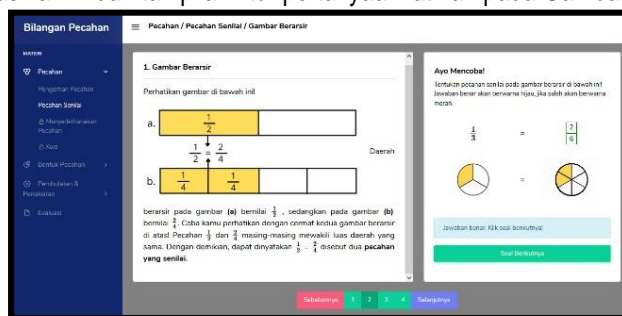 Bilangan Pecahan
Pecahan / Pecahan Senilai / Gambar Berarsir
MATERI
Pecahan
Pengertian Pecahan
Pecahan Senilai
Menyederhanakan
Pecahan
Kuis
Bentuk Pecahan
Pembulatan &
Penaksiran
Evaluasi
1. Gambar Berarsir
Perhatikan gambar di bawah ini!
a. 1/2
1/2 = 2/4
Daerah
b. 1/4 1/4
berarsir pada gambar (a) bernilai 1/2 , sedangkan pada gambar (b)
bernilai 2/4. Coba kamu perhatikan dengan cermat kedua gambar berarsir
di atas! Pecahan 1/2 dan 2/4 masing-masing mewakili luas daerah yang
sama. Dengan demikian, dapat dinyatakan 1/2 = 2/4 disebut dua pecahan
yang senilai.
Ayo Mencoba!
Tentukan pecahan senilai pada gambar berarsir di bawah ini!
Jawaban benar akan berwarna hijau, jika salah akan berwarna
merah.
1/3 = 2/6
=
Jawaban benar. Klik soal berikutnya!
Soal Berikutnya
Sebelumnya 1 2 3 4 Selanjutnya